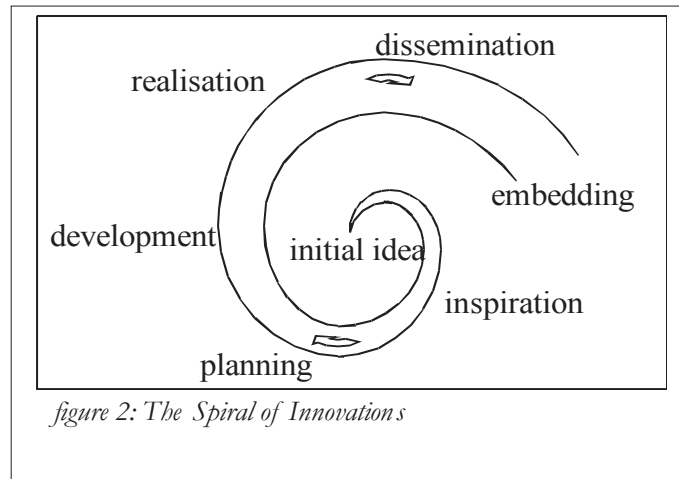 dissemination
realisation
embedding
development
initial idea
inspiration
planning
figure 2: The Spiral of Innovations